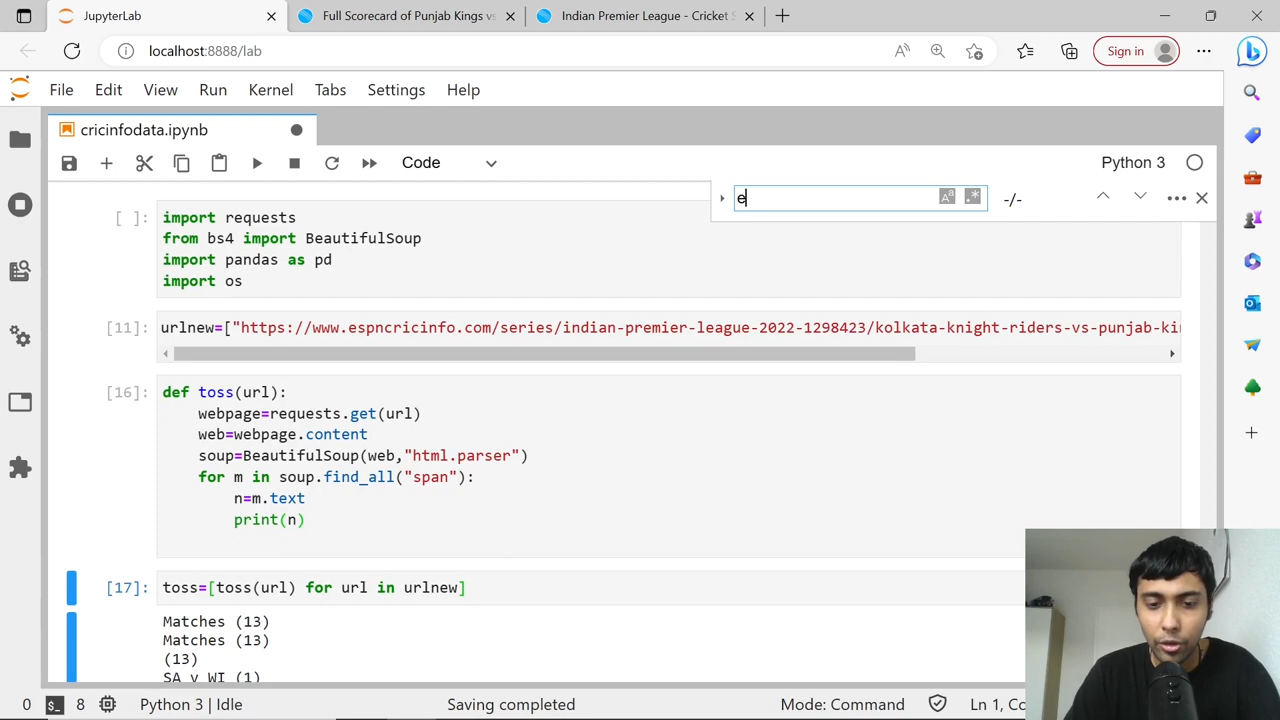 JupyterLab
Full Scorecard of Punjab Kings vs
Indian Premier League - Cricket S
localhost:8888/lab
Sign in
File Edit View Run Kernel Tabs Settings Help
cricinfodata.ipynb
Code
Python 3
e
Aa
.*
-/-
[ ]:
import requests
from bs4 import BeautifulSoup
import pandas as pd
import os
[11]:
urlnew=["https://www.espncricinfo.com/series/indian-premier-league-2022-1298423/kolkata-knight-riders-vs-punjab-kin
[16]:
def toss(url):
webpage=requests.get(url)
web=webpage.content
soup=BeautifulSoup(web,"html.parser")
for m in soup.find_all("span"):
n=m.text
print(n)
[17]:
toss=[toss(url) for url in urlnew]
Matches (13)
Matches (13)
(13)
SA v WI (1)
0
8
Python 3 | Idle
Saving completed
Mode: Command
Ln 1, Co